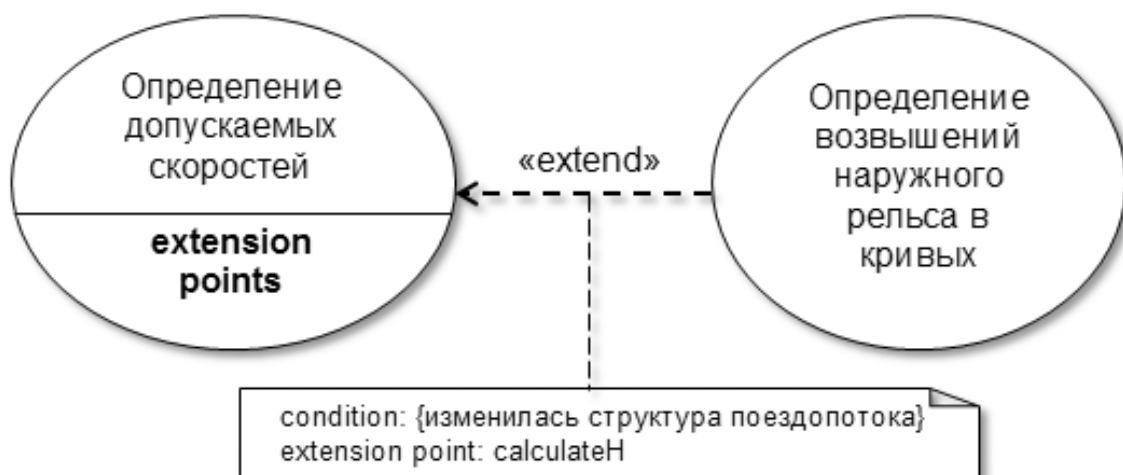 Определение
допускаемых
скоростей
extension
points
«extend»
Определение
возвышений
наружного
рельса в
кривых
condition: {изменилась структура поездопотока}
extension point: calculateH